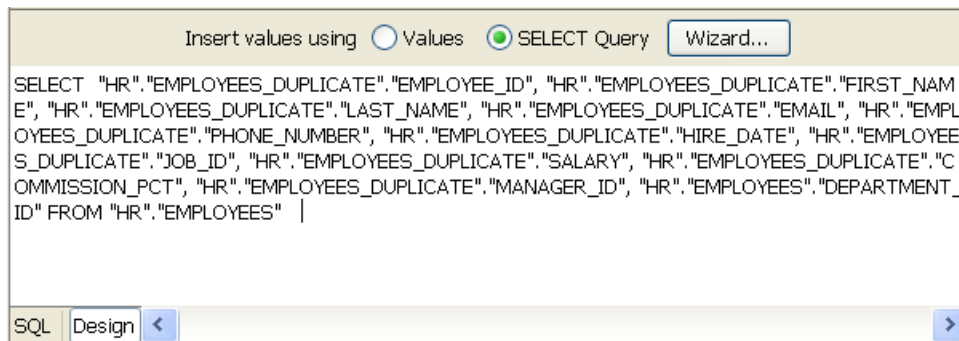 Insert values using Values SELECT Query Wizard...
SELECT "HR"."EMPLOYEES_DUPLICATE"."EMPLOYEE_ID", "HR"."EMPLOYEES_DUPLICATE"."FIRST_NAM
E", "HR"."EMPLOYEES_DUPLICATE"."LAST_NAME", "HR"."EMPLOYEES_DUPLICATE"."EMAIL", "HR"."EMPL
OYEES_DUPLICATE"."PHONE_NUMBER", "HR"."EMPLOYEES_DUPLICATE"."HIRE_DATE", "HR"."EMPLOYEE
S_DUPLICATE"."JOB_ID", "HR"."EMPLOYEES_DUPLICATE"."SALARY", "HR"."EMPLOYEES_DUPLICATE"."C
OMMISSION_PCT", "HR"."EMPLOYEES_DUPLICATE"."MANAGER_ID", "HR"."EMPLOYEES"."DEPARTMENT_
ID" FROM "HR"."EMPLOYEES"
SQL Design